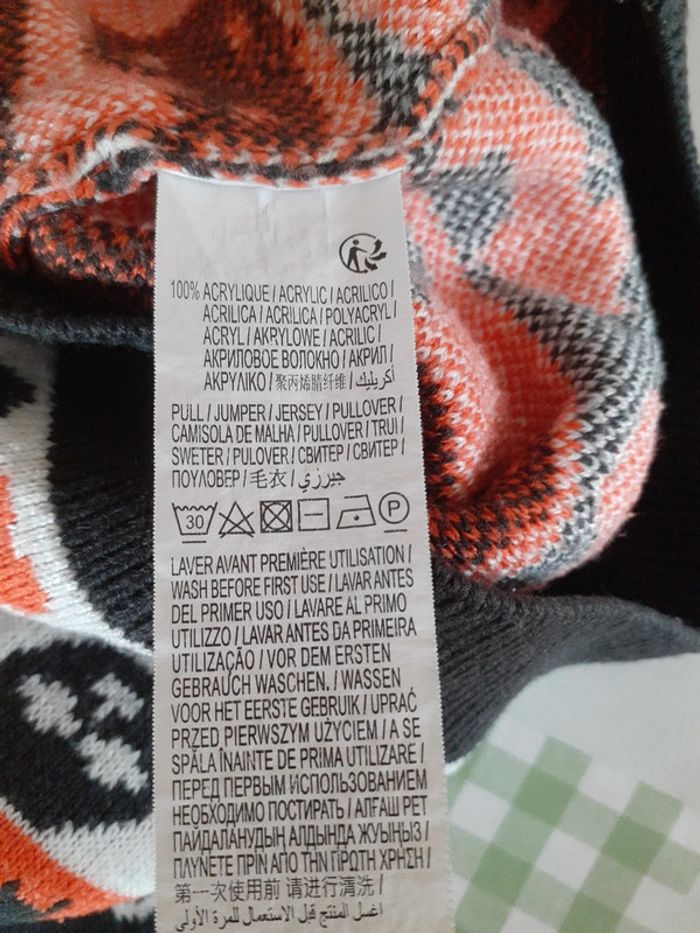 100% ACRYLIQUE / ACRYLIC / ACRILICO /
ACRILICA / ACRILICA / POLYACRYL /
ACRYL / AKRYLOWE / ACRILIC /
АКРИЛОВОЕ ВОЛОКНО / АКРИЛ /
ΑΚΡΥΛΙΚΟ / 聚丙烯腈纤维 / أكريليك /
PULL / JUMPER / JERSEY / PULLOVER /
CAMISOLA DE MALHA / PULLOVER / TRUI /
SWETER / PULOVER / СВИТЕР / СВИТЕР /
ΠΟΥΛΟΒΕΡ / 毛衣 / جيرزي /
30 P
LAVER AVANT PREMIÈRE UTILISATION /
WASH BEFORE FIRST USE / LAVAR ANTES
DEL PRIMER USO / LAVARE AL PRIMO
UTILIZZO / LAVAR ANTES DA PRIMEIRA
UTILIZAÇÃO / VOR DEM ERSTEN
GEBRAUCH WASCHEN. / WASSEN
VOOR HET EERSTE GEBRUIK / UPRAĆ
PRZED PIERWSZYM UŻYCIEM / A SE
SPĂLA ÎNAINTE DE PRIMA UTILIZARE /
ПЕРЕД ПЕРВЫМ ИСПОЛЬЗОВАНИЕМ
НЕОБХОДИМО ПОСТИРАТЬ / АЛҒАШ РЕТ
ПАЙДАЛАНУДЫҢ АЛДЫНДА ЖУЫҢЫЗ /
ΠΛΥΝΕΤΕ ΠΡΙΝ ΑΠΟ ΤΗΝ ΠΡΩΤΗ ΧΡΗΣΗ /
第一次使用前 请进行清洗 /
اغسل المنتج قبل الاستعمال للمرة الأولى